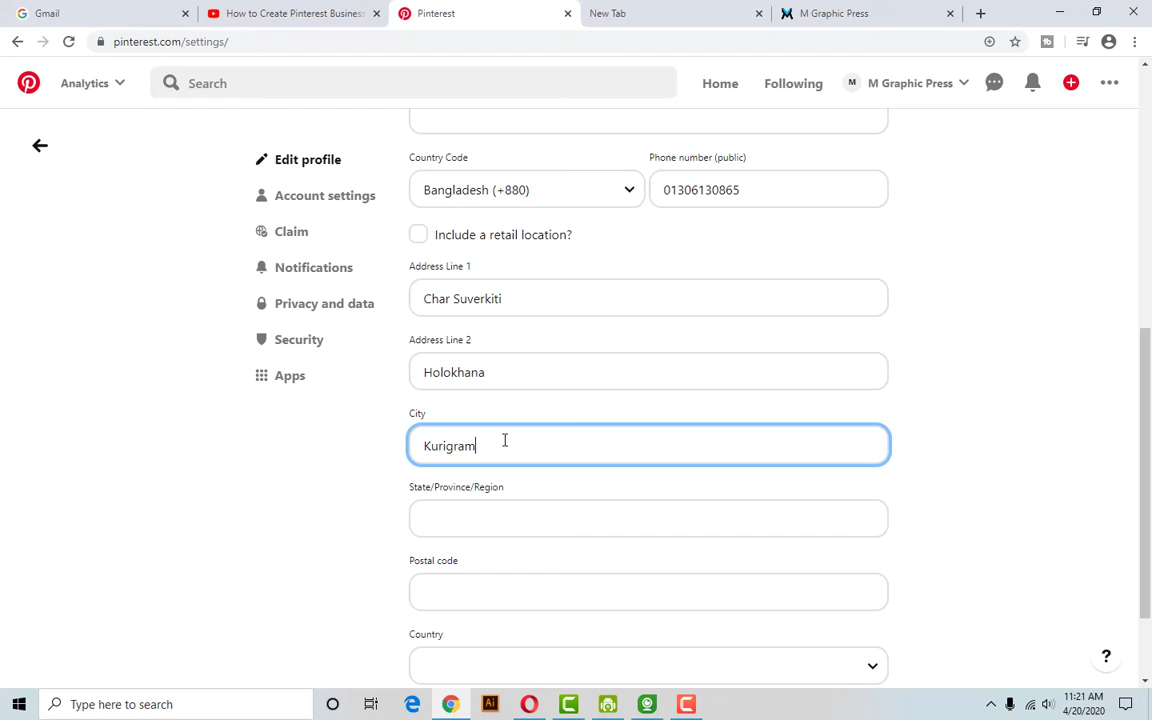 Gmail
How to Create Pinterest Business
Pinterest
New Tab
M Graphic Press
pinterest.com/settings/
Analytics
Search
Home
Following
M
M Graphic Press
Edit profile
Account settings
Claim
Notifications
Privacy and data
Security
Apps
Country Code
Phone number (public)
Bangladesh (+880)
01306130865
Include a retail location?
Address Line 1
Char Suverkiti
Address Line 2
Holokhana
City
Kurigram
State/Province/Region
Postal code
Country
?
Type here to search
Ai
11:21 AM
4/20/2020